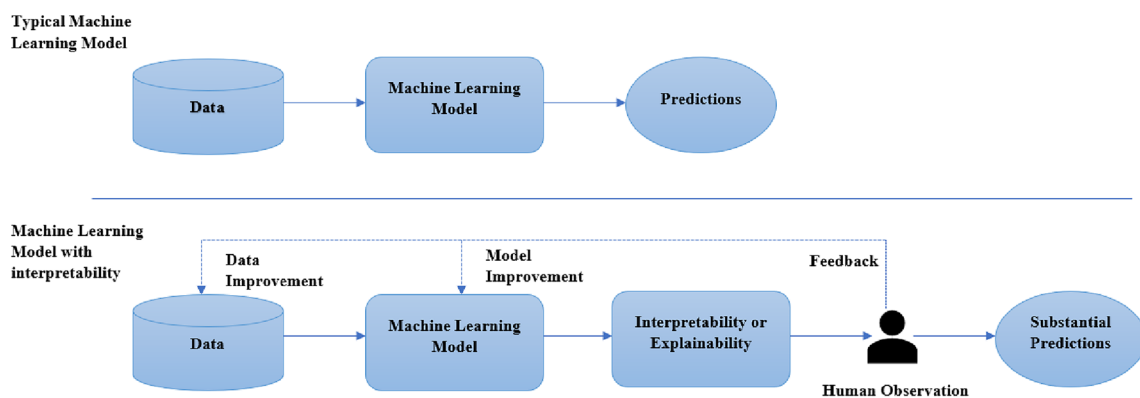 Typical Machine
Learning Model
Data
Machine Learning
Model
Predictions
Machine Learning
Model with
interpretability
Data
Improvement
Model
Improvement
Feedback
Data
Machine Learning
Model
Interpretability or
Explainability
Human Observation
Substantial
Predictions